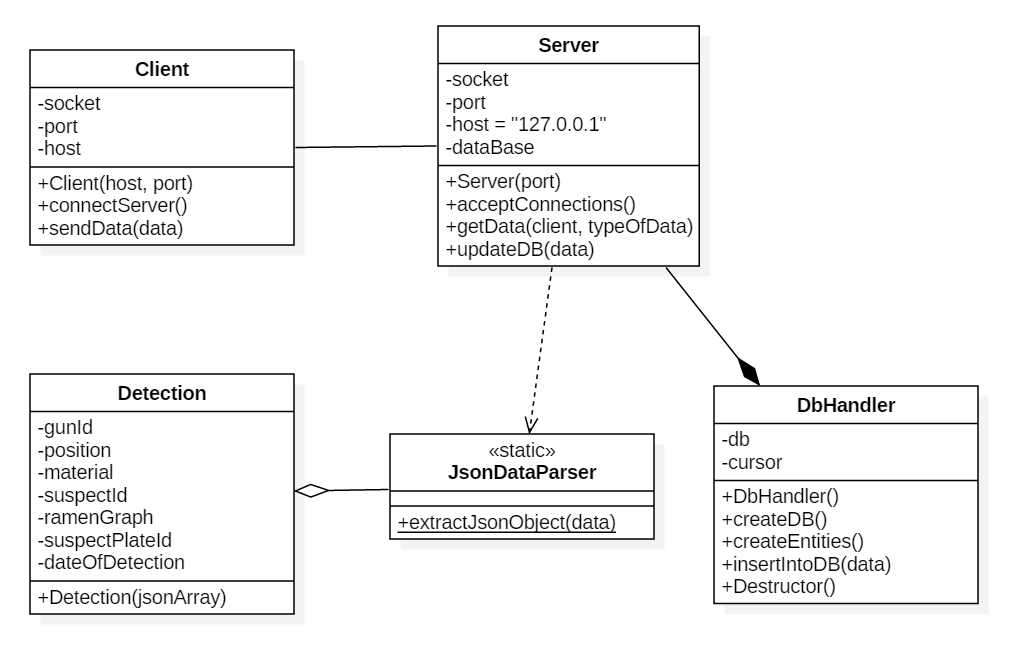 Client
-socket
-port
-host
+Client(host, port)
+connectServer()
+sendData(data)
Server
-socket
-port
-host = "127.0.0.1"
-dataBase
+Server(port)
+acceptConnections()
+getData(client, typeOfData)
+updateDB(data)
Detection
-gunId
-position
-material
-suspectId
-ramenGraph
-suspectPlateId
-dateOfDetection
+Detection(jsonArray)
«static»
JsonDataParser
+extractJsonObject(data)
DbHandler
-db
-cursor
+DbHandler()
+createDB()
+createEntities()
+insertIntoDB(data)
+Destructor()